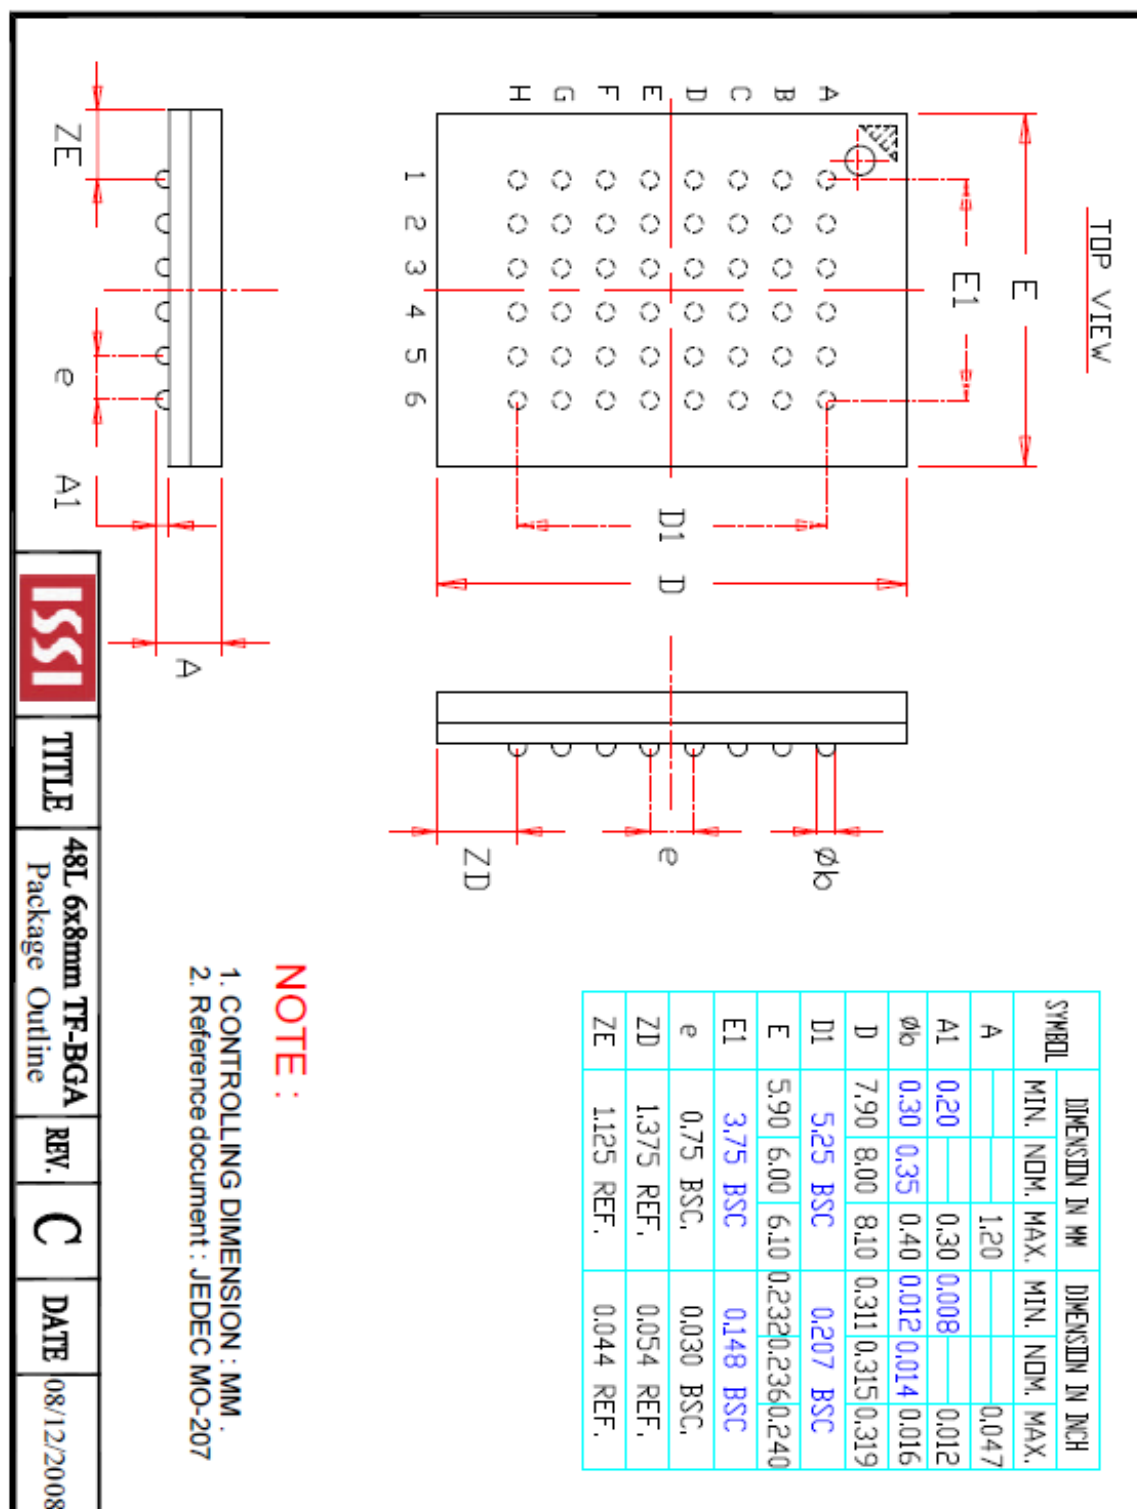 TOP VIEW
E
E1
A
B
C
D
E
F
G
H
1
2
3
4
5
6
D1
D
ZE
e
A1
A
ZD
e
Øb
SYMBOL DIMENSION IN MM DIMENSION IN INCH
MIN. NOM. MAX. MIN. NOM. MAX.
A 1.20 0.047
A1 0.20 0.30 0.008 0.012
Øb 0.30 0.35 0.40 0.012 0.014 0.016
D 7.90 8.00 8.10 0.311 0.315 0.319
D1 5.25 BSC 0.207 BSC
E 5.90 6.00 6.10 0.232 0.236 0.240
E1 3.75 BSC 0.148 BSC
e 0.75 BSC. 0.030 BSC.
ZD 1.375 REF. 0.054 REF.
ZE 1.125 REF. 0.044 REF.
NOTE :
1. CONTROLLING DIMENSION : MM .
2. Reference document : JEDEC MO-207
ISSI
TITLE
48L 6x8mm TF-BGA
Package Outline
REV.
C
DATE
08/12/2008